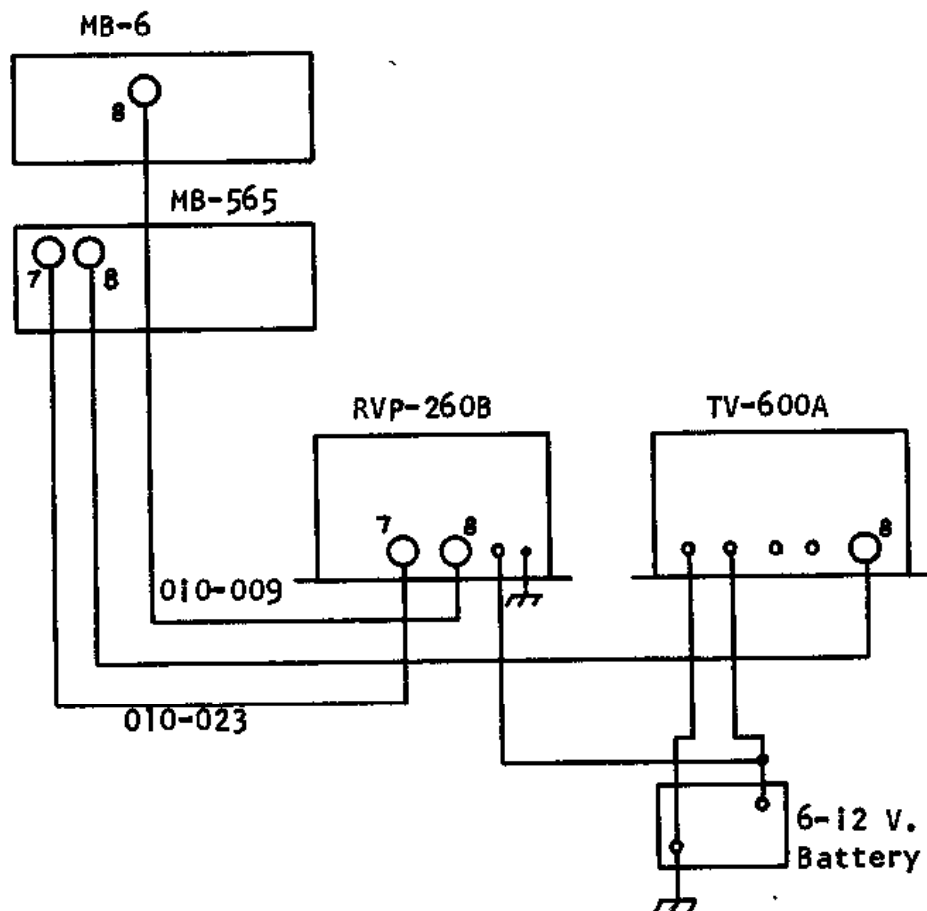 MB-6
8
MB-565
7 8
RVP-260B
TV-600A
7 8
8
010-009
010-023
6-12 V.
Battery